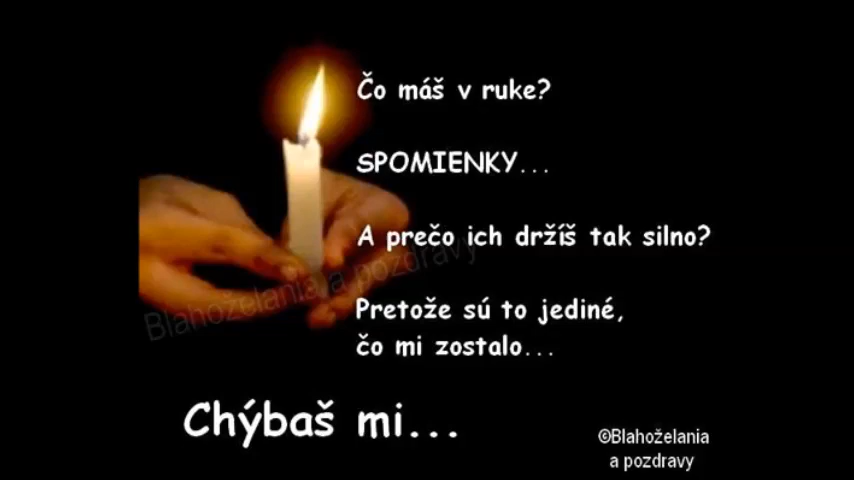 Čo máš v ruke?
SPOMIENKY...
A prečo ich držíš tak silno?
Pretože sú to jediné,
čo mi zostalo...
Blahoželania a pozdravy
Chýbaš mi...
©Blahoželania
a pozdravy